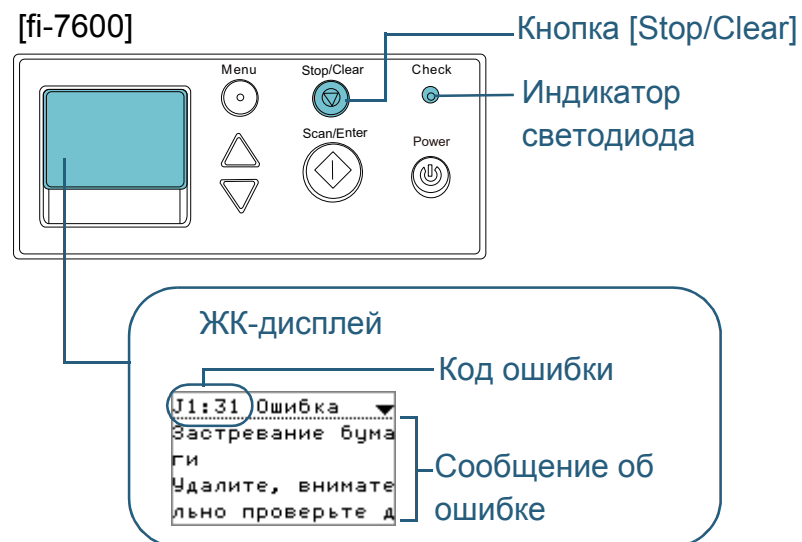 [fi-7600]
Кнопка [Stop/Clear]
Menu
Stop/Clear
Check
Индикатор
светодиода
Scan/Enter
Power
ЖК-дисплей
Код ошибки
J1:31 Ошибка
Застревание бума
ги
Удалите, внимате
льно проверьте д
Сообщение об
ошибке